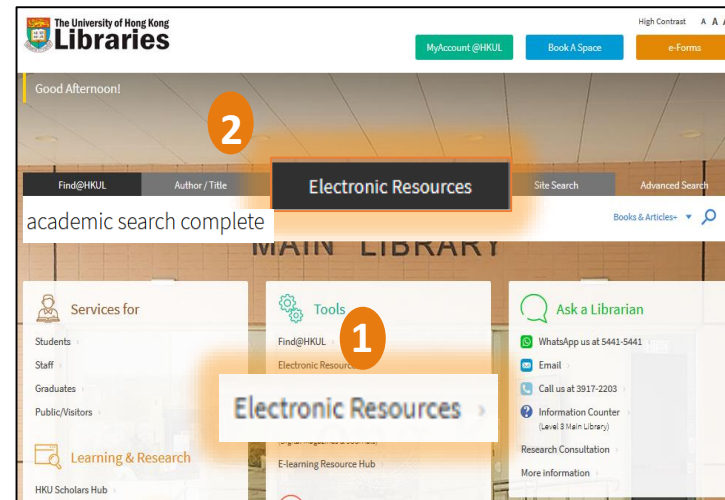 The University of Hong Kong
Libraries
High Contrast A A
MyAccount @HKUL
Book A Space
e-Forms
Good Afternoon!
2
Find@HKUL
Author / Title
Electronic Resources
Site Search
Advanced Search
academic search complete
Books & Articles+
MAIN LIBRARY
Services for
Students
Staff
Graduates
Public/Visitors
Learning & Research
HKU Scholars Hub
Tools
Find@HKUL
1
Electronic Resources
Electronic Resources
E-learning Resource Hub
Ask a Librarian
WhatsApp us at 5441-5441
Email
Call us at 3917-2203
Information Counter
(Level 3 Main Library)
Research Consultation
More information